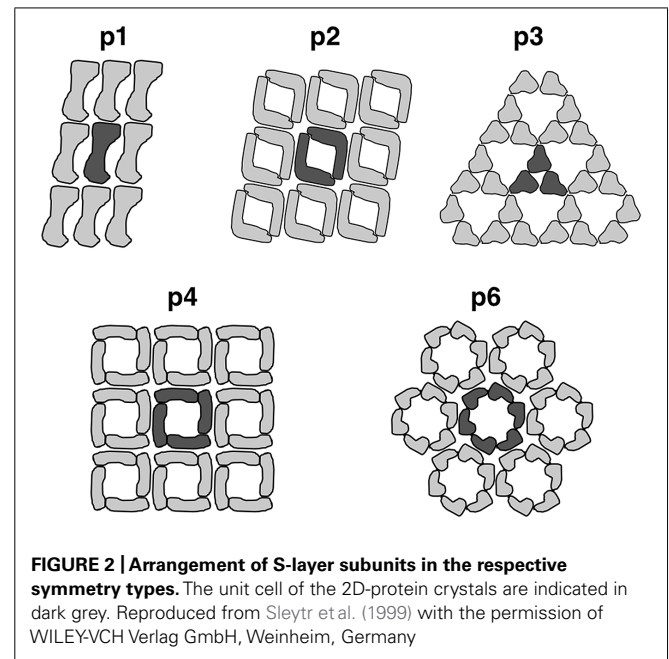 p1 p2 p3
p4 p6
FIGURE 2 | Arrangement of S-layer subunits in the respective
symmetry types. The unit cell of the 2D-protein crystals are indicated in
dark grey. Reproduced from Sleytr et al. (1999) with the permission of
WILEY-VCH Verlag GmbH, Weinheim, Germany